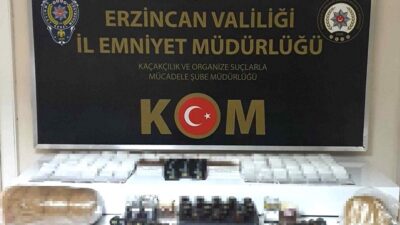 ERZİNCAN VALİLİĞİ
İL EMNİYET MÜDÜRLÜĞÜ
KAÇAKÇILIK VE ORGANİZE SUÇLARLA
MÜCADELE ŞUBE MÜDÜRLÜĞÜ
KOM